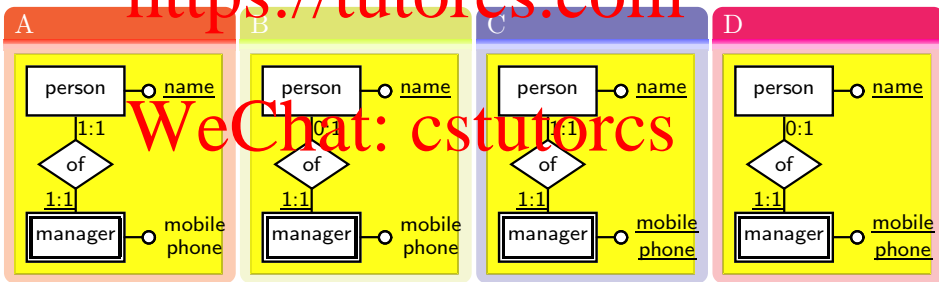 https://tutorcs.com
A
B
C
D
person
name
1:1
of
1:1
manager
mobile
phone
person
name
0:1
of
1:1
manager
mobile
phone
person
name
1:1
of
1:1
manager
mobile
phone
person
name
0:1
of
1:1
manager
mobile
phone
WeChat: cstutorcs